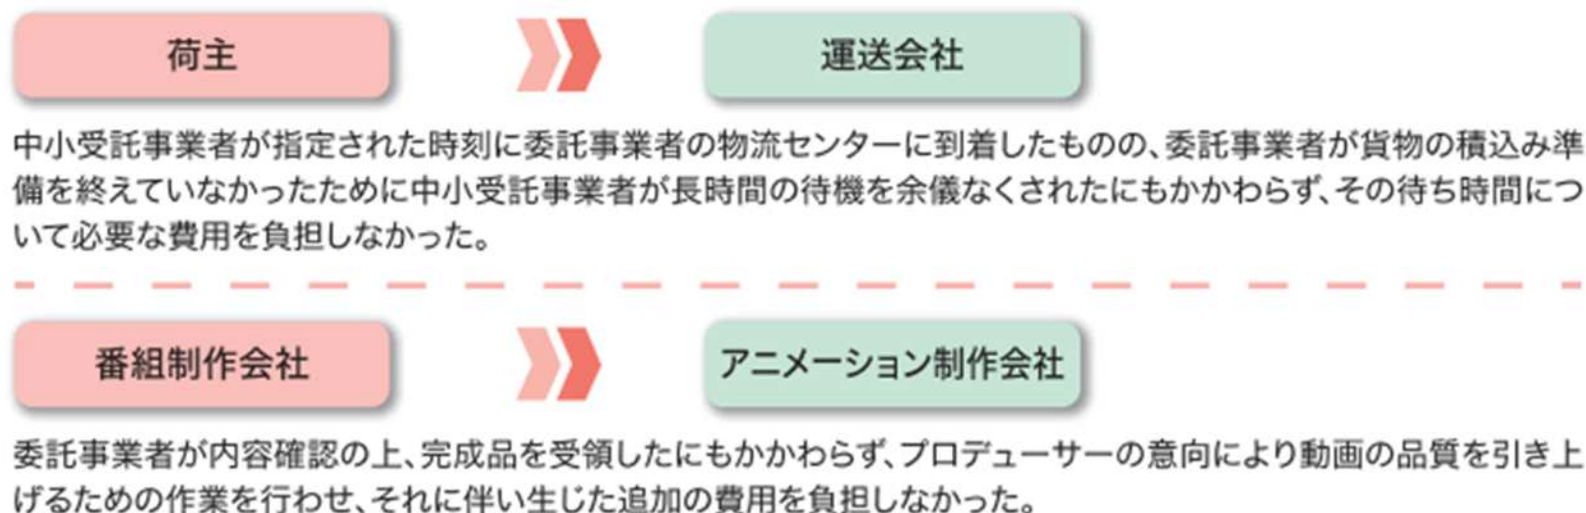 荷主
運送会社
中小受託事業者が指定された時刻に委託事業者の物流センターに到着したものの、委託事業者が貨物の積込み準
備を終えていなかったために中小受託事業者が長時間の待機を余儀なくされたにもかかわらず、その待ち時間につ
いて必要な費用を負担しなかった。
番組制作会社
アニメーション制作会社
委託事業者が内容確認の上、完成品を受領したにもかかわらず、プロデューサーの意向により動画の品質を引き上
げるための作業を行わせ、それに伴い生じた追加の費用を負担しなかった。